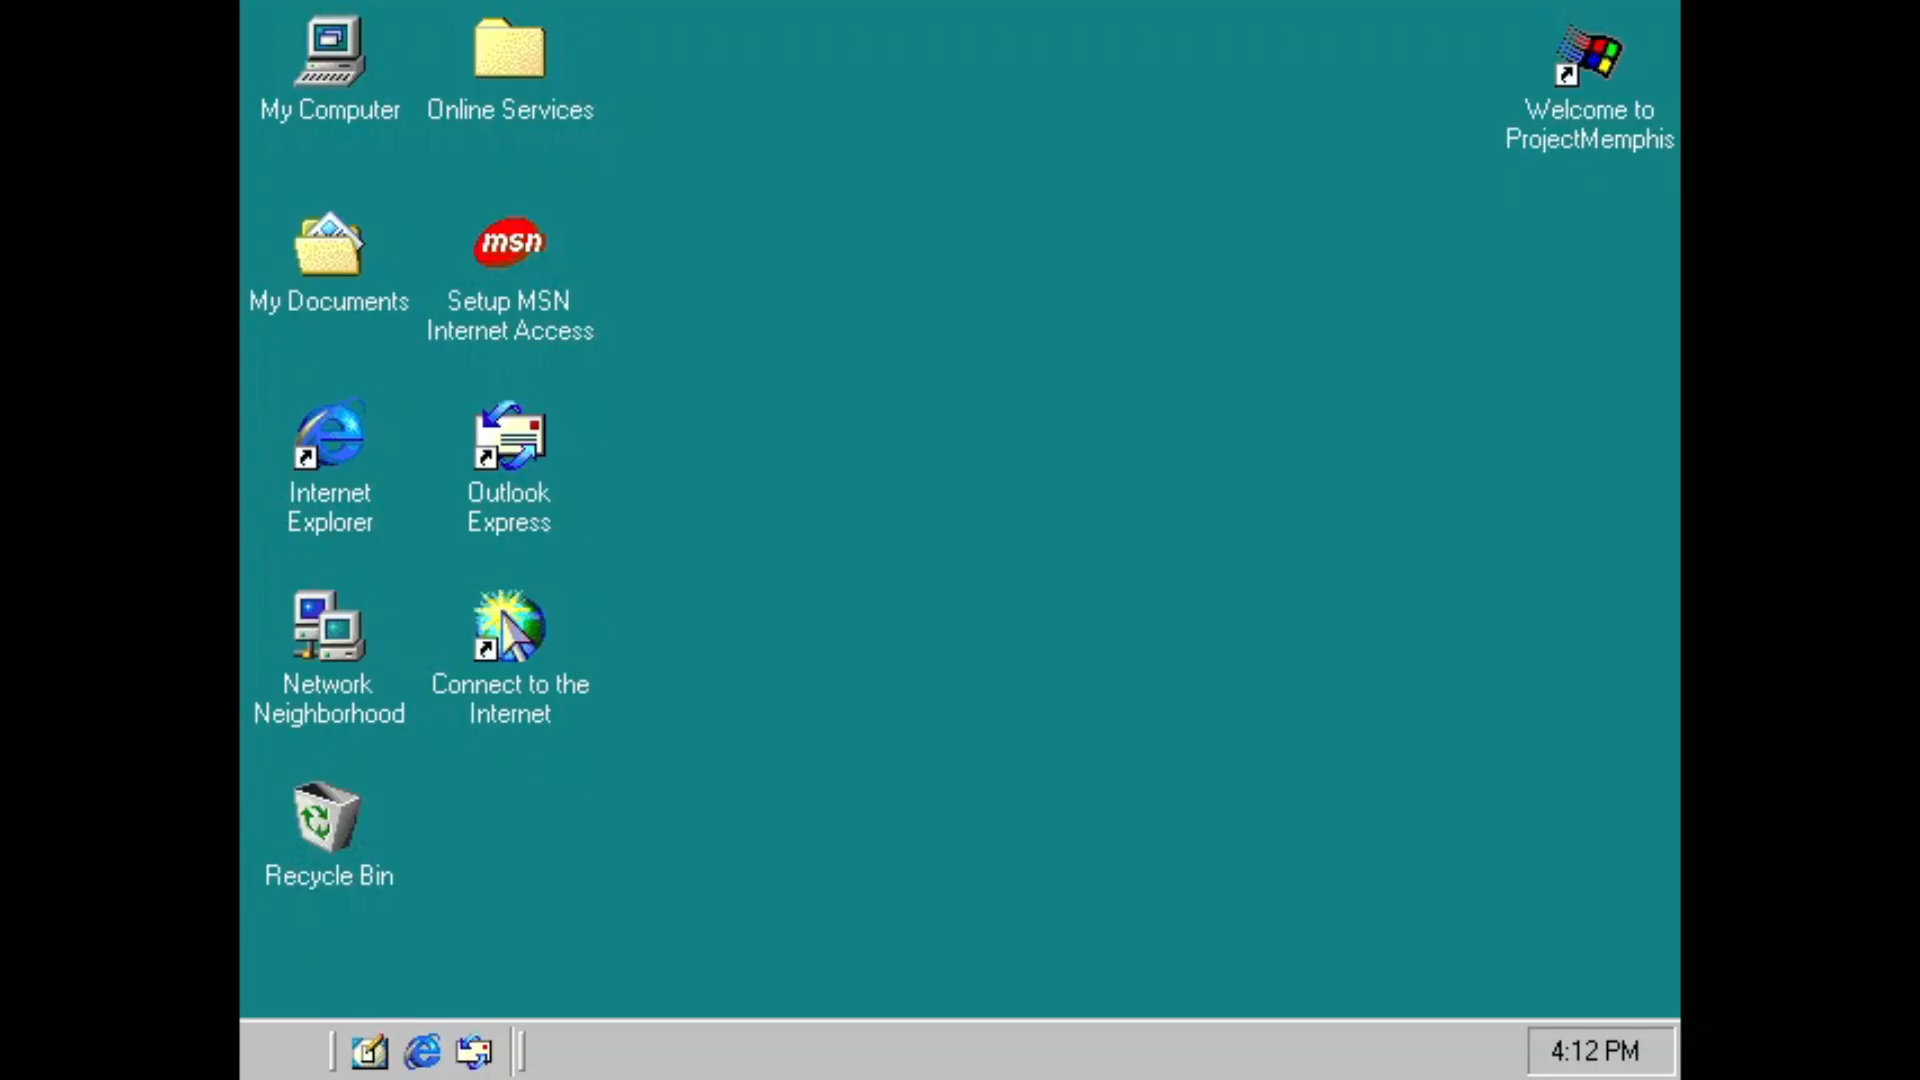 My Computer
Online Services
Welcome to
ProjectMemphis
My Documents
msn
Setup MSN
Internet Access
Internet
Explorer
Outlook
Express
Network
Neighborhood
Connect to the
Internet
Recycle Bin
4:12 PM